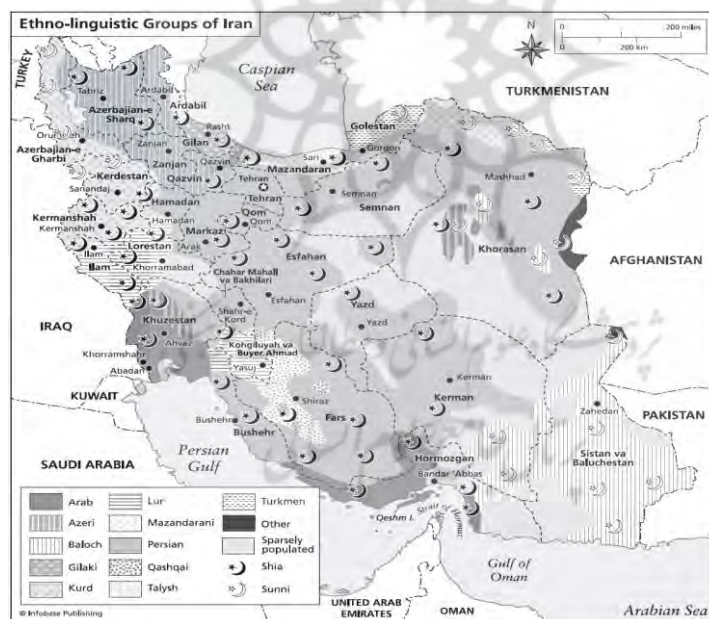 Ethno-linguistic Groups of Iran
N
0 200 miles
0 200 km
TURKEY
Caspian
Sea
TURKMENISTAN
Tabriz
Azerbaijan-e
Sharq
Ardabil
Ardabil
Azerbaijan-e
Gharbi
Rasht
Gilan
Zanjan
Zanjan
Qazvin
Qazvin
Golestan
Gorgon
Sari
Mazandaran
Tehran
Tehran
Semnan
Semnan
Mashhad
Khorasan
Kerdestan
Sanandaj
Hamadan
Hamadan
Kermanshah
Kermanshah
Qom
Qom
Markazi
Arak
Lorestan
Khorramabad
Ilam
Ilam
Esfahan
Esfahan
Chahar Mahall
va Bakhilari
Shahr-e
Kord
AFGHANISTAN
IRAQ
Khuzestan
Ahvac
Khorramshahr
Abadan
Yazd
Yazd
Kohgiluyah va
Buyer Ahmad
Yasuj
KUWAIT
Kerman
Kerman
Shiraz
Fars
Bushehr
Bushehr
Zahedan
PAKISTAN
Sistan va
Baluchestan
SAUDI ARABIA
Persian
Gulf
Hormozgan
Bandar 'Abbas
Qeshm I.
Strait of Hormuz
Gulf of
Oman
UNITED ARAB
EMIRATES
OMAN
Arabian Sea
Arab
Azeri
Baloch
Gilaki
Kurd
Lur
Mazandarani
Persian
Qashqai
Talysh
Turkmen
Other
Sparsely
populated
Shia
Sunni
© Infobase Publishing